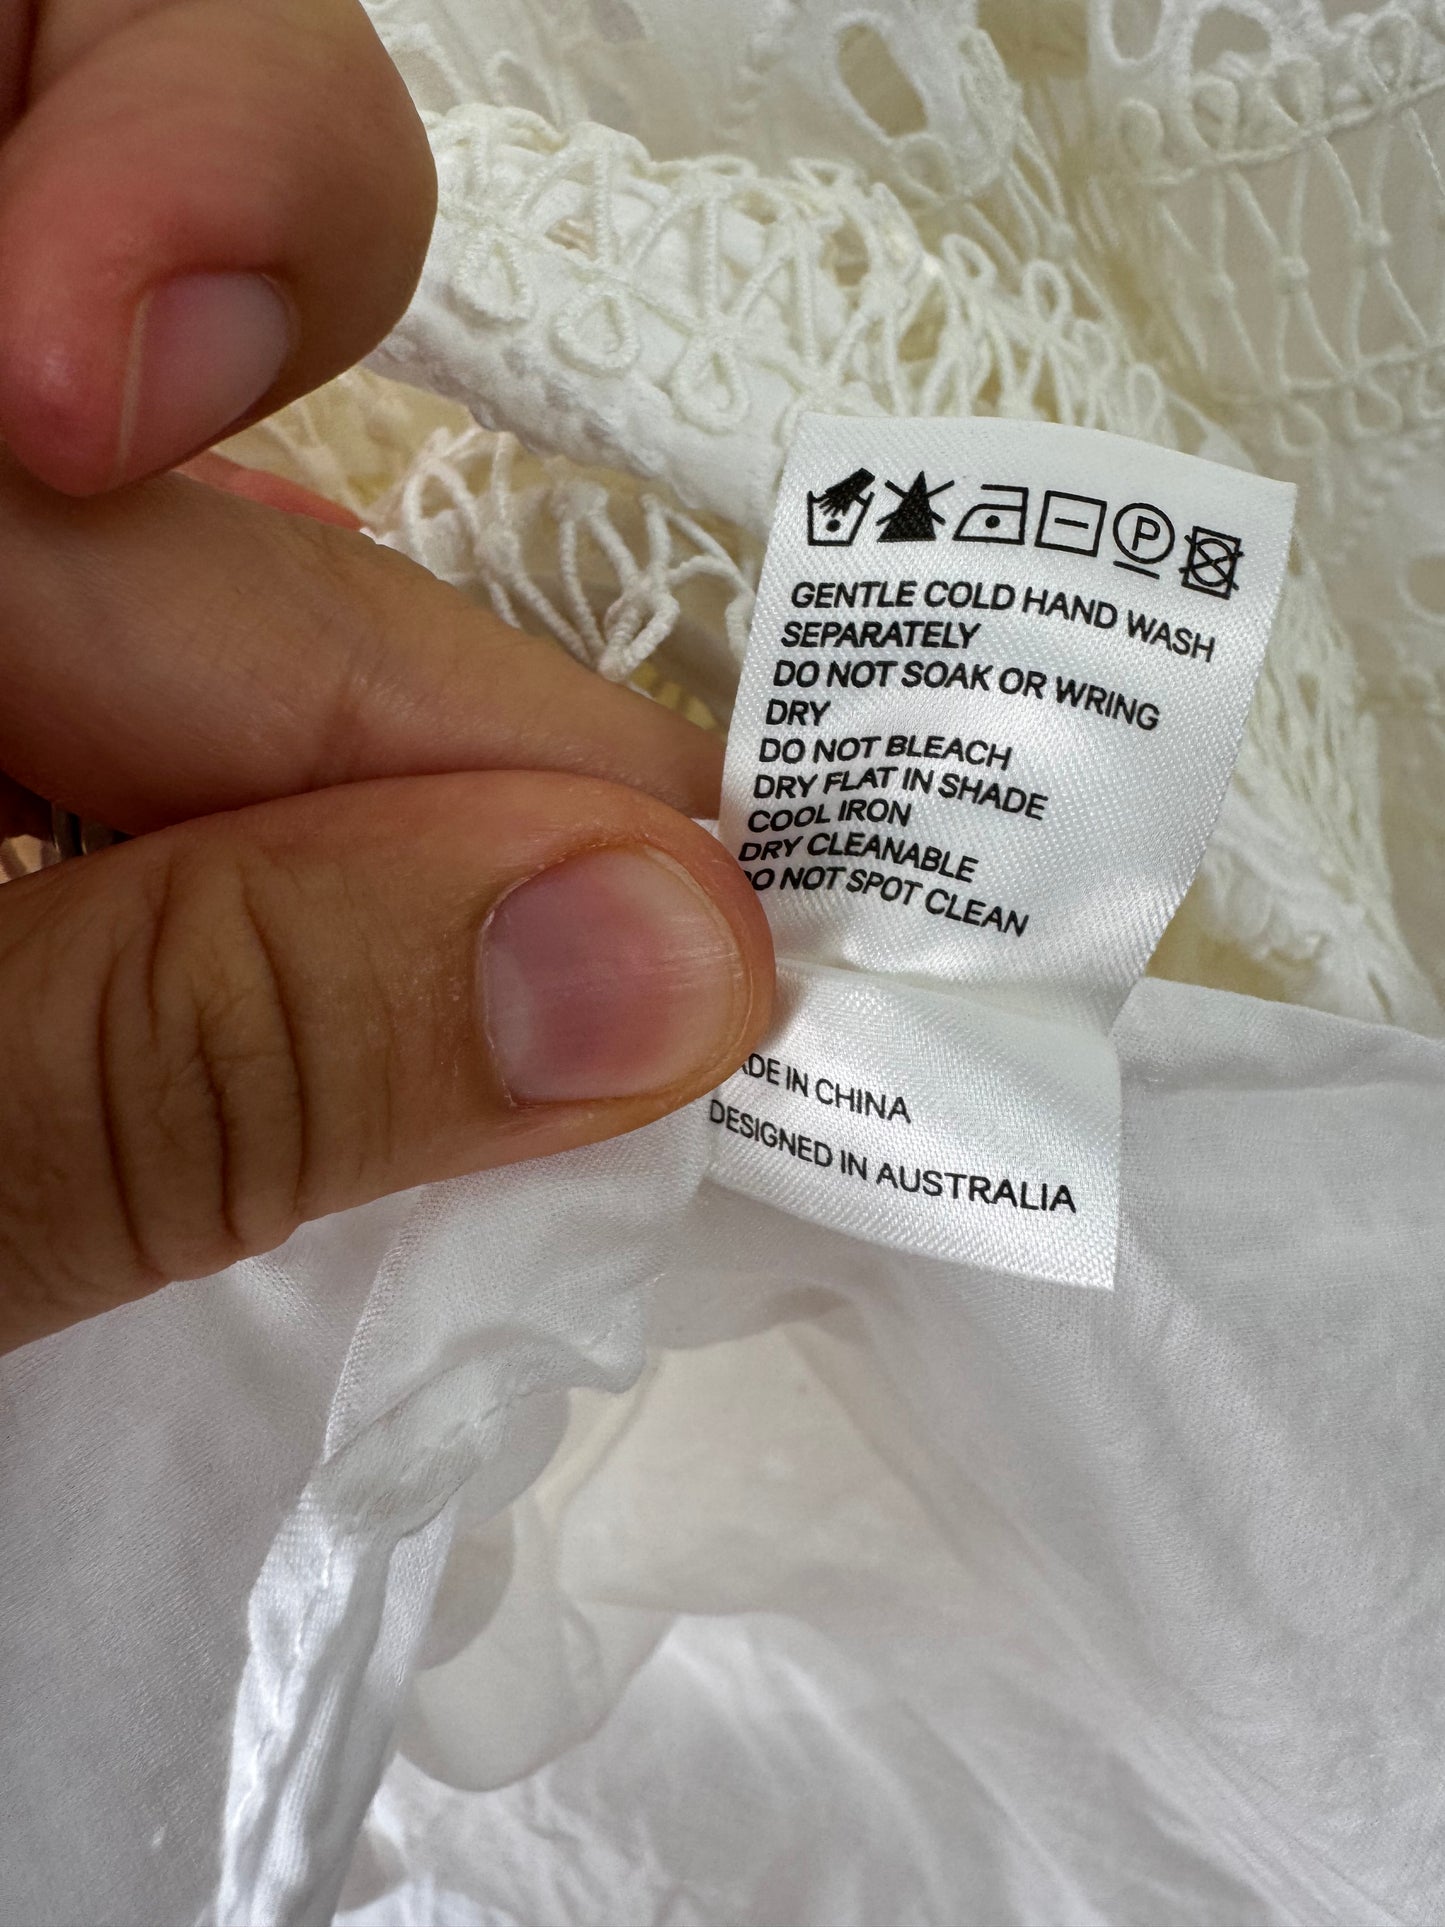 P
GENTLE COLD HAND WASH
SEPARATELY
DO NOT SOAK OR WRING
DRY
DO NOT BLEACH
DRY FLAT IN SHADE
COOL IRON
DRY CLEANABLE
DO NOT SPOT CLEAN
IN CHINA
DESIGNED IN AUSTRALIA